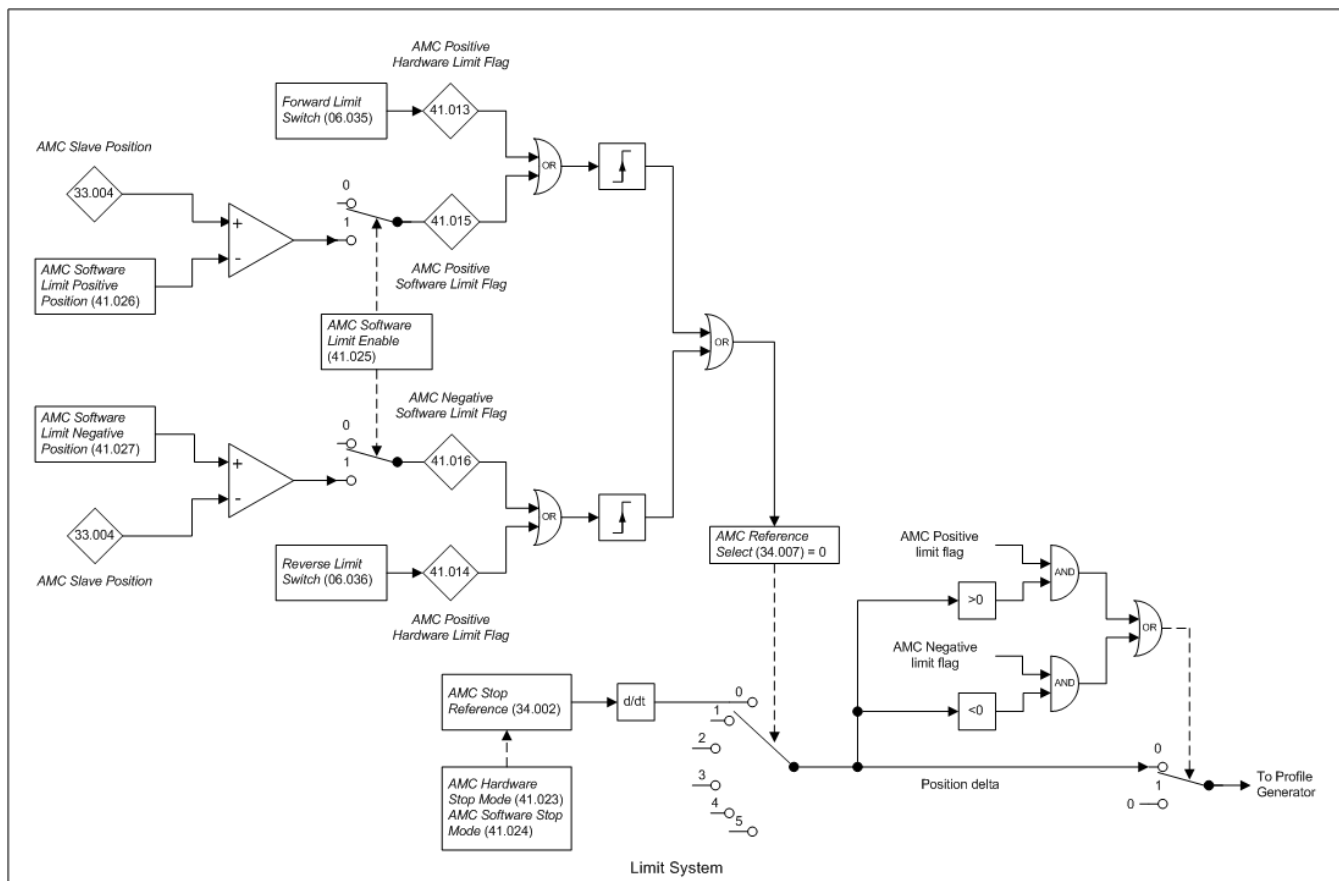 AMC Positive
Hardware Limit Flag
Forward Limit
Switch (06.035)
41.013
AMC Slave Position
33.004
+
-
0
1
41.015
OR
AMC Software
Limit Positive
Position (41.026)
AMC Positive
Software Limit Flag
AMC Software
Limit Enable
(41.025)
OR
AMC Software
Limit Negative
Position (41.027)
AMC Negative
Software Limit Flag
+
-
0
1
41.016
OR
33.004
AMC Slave Position
Reverse Limit
Switch (06.036)
41.014
AMC Positive
Hardware Limit Flag
AMC Reference
Select (34.007) = 0
AMC Positive
limit flag
>0
AND
OR
AMC Negative
limit flag
<0
AND
AMC Stop
Reference (34.002)
d/dt
0
1
2
3
4
5
AMC Hardware
Stop Mode (41.023)
AMC Software Stop
Mode (41.024)
Position delta
0
1
0
To Profile
Generator
Limit System